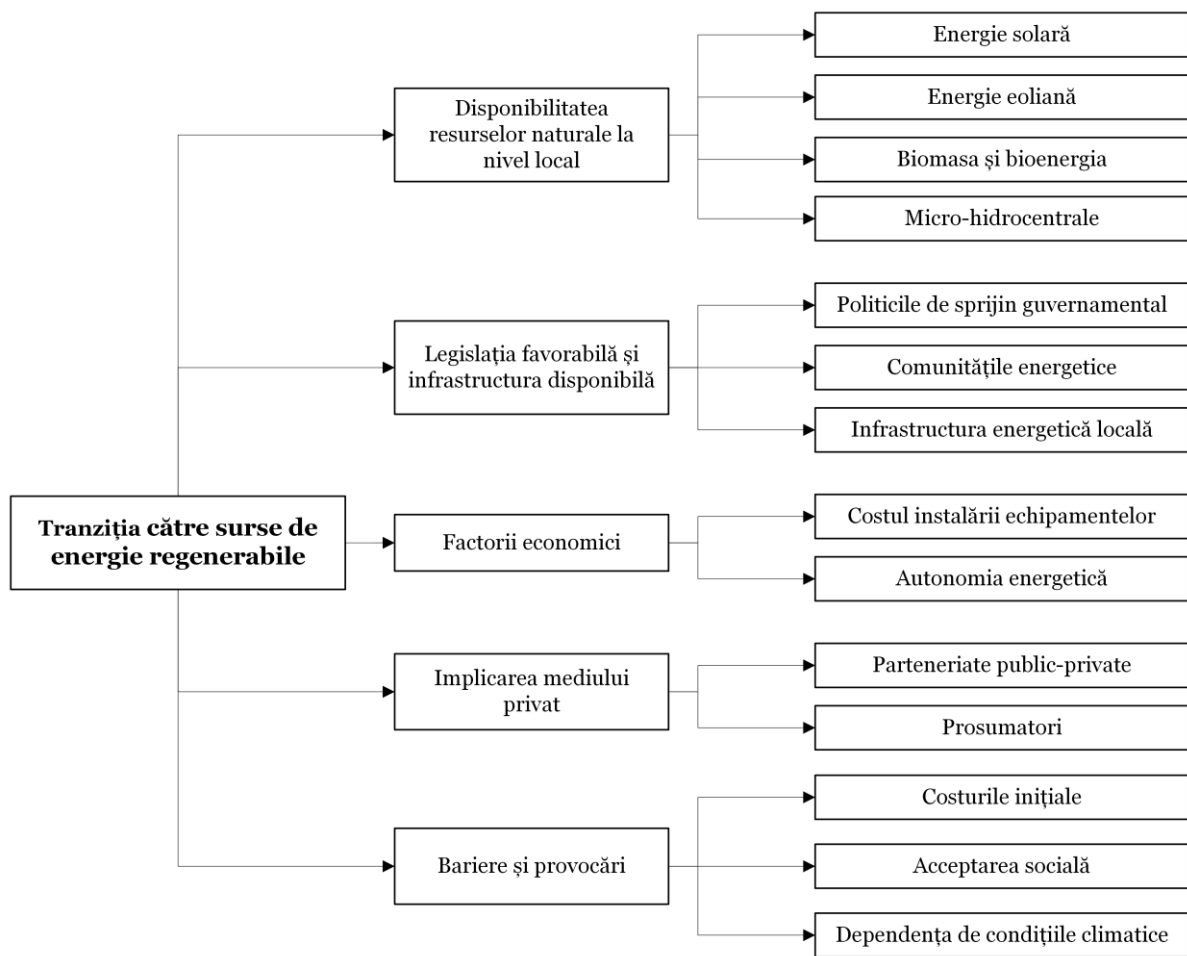 Tranziția către surse de
energie regenerabile
Disponibilitatea
resurselor naturale la
nivel local
Energie solară
Energie eoliană
Biomasa și bioenergia
Micro-hidrocentrale
Legislația favorabilă și
infrastructura disponibilă
Politicile de sprijin guvernamental
Comunitățile energetice
Infrastructura energetică locală
Factorii economici
Costul instalării echipamentelor
Autonomia energetică
Implicarea mediului
privat
Parteneriate public-private
Prosumatori
Bariere și provocări
Costurile inițiale
Acceptarea socială
Dependența de condițiile climatice